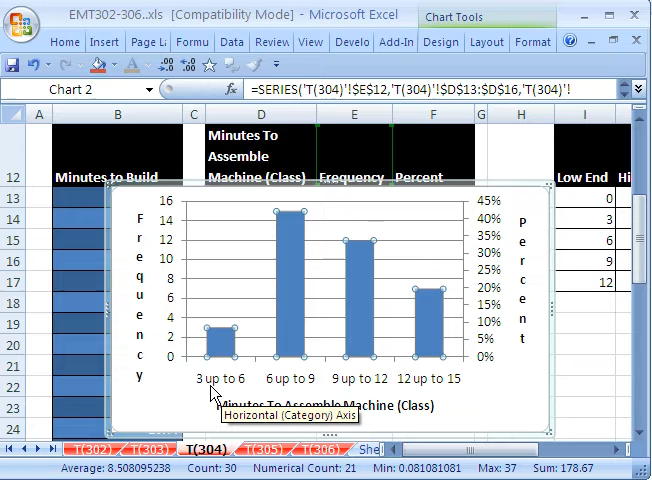 EMT302-306..xls [Compatibility Mode] - Microsoft Excel
Chart Tools
Home Insert Page La Formu Data Review View Develo Add-In Design Layout Format
Chart 2 fx =SERIES('T(304)'!$E$12,'T(304)'!$D$13:$D$16,'T(304)'!
A B C D E F G H I
12 Minutes to Build Minutes To
Assemble
Machine (Class) Frequency Percent Low End Hi
13 0
14 3
15 6
16 9
17 12
18
19
20
21
22
23
24
Frequency
16
14
12
10
8
6
4
2
0
45%
40%
35%
30%
25%
20%
15%
10%
5%
0%
Percent
3 up to 6 6 up to 9 9 up to 12 12 up to 15
Minutes To Assemble Machine (Class)
Horizontal (Category) Axis
T(302) T(303) T(304) T(305) T(306) She
Average: 8.508095238 Count: 30 Numerical Count: 21 Min: 0.081081081 Max: 37 Sum: 178.67